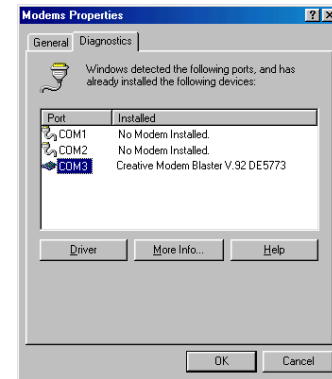 Modems Properties
General Diagnostics
Windows detected the following ports, and has
already installed the following devices:
Port Installed
COM1 No Modem Installed.
COM2 No Modem Installed.
COM3 Creative Modem Blaster V.92 DE5773
Driver More Info... Help
OK Cancel